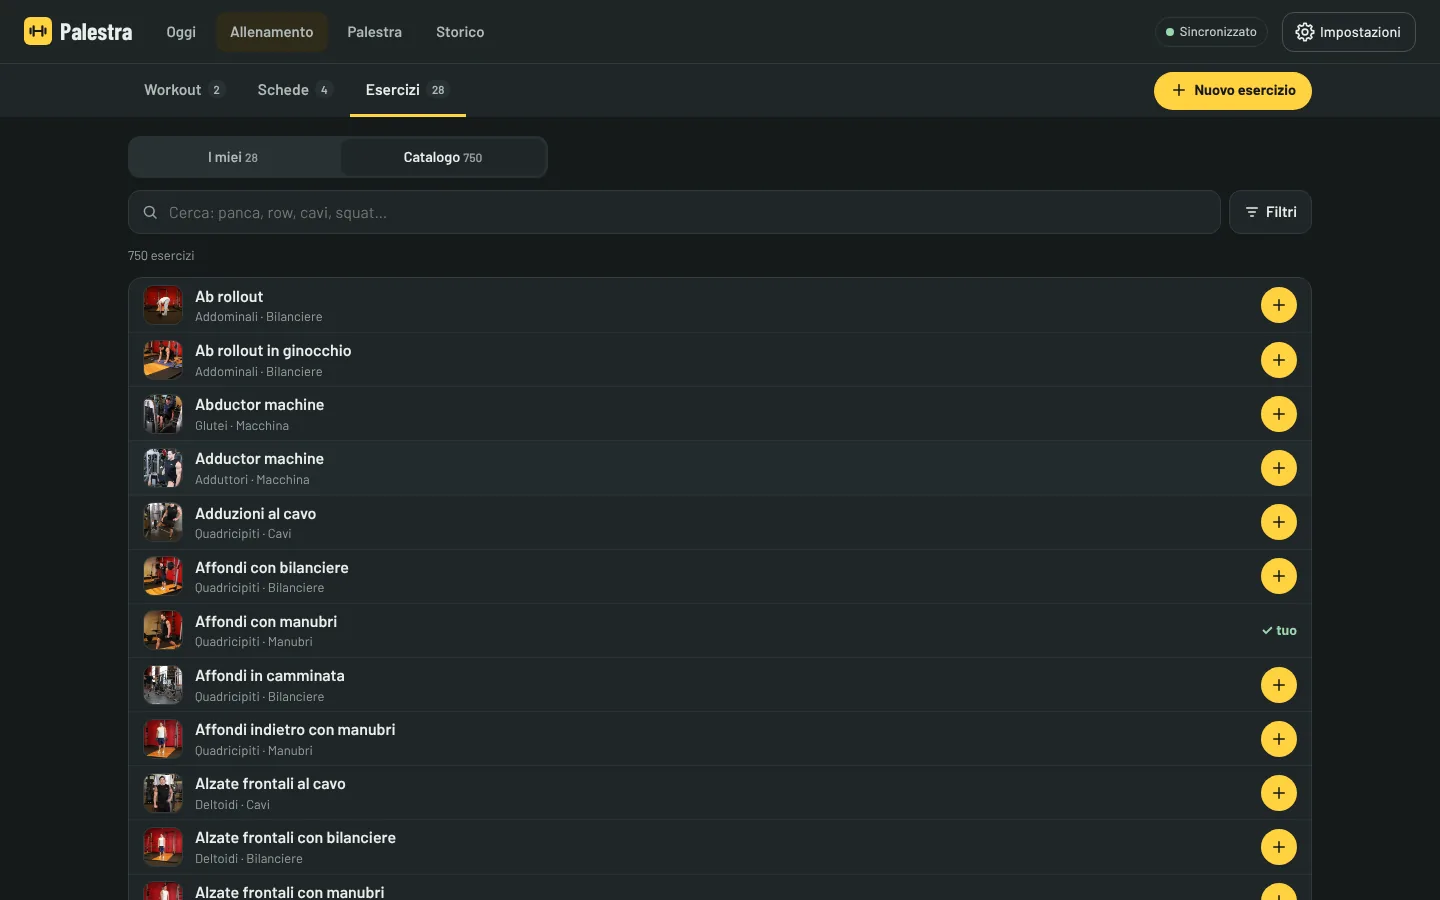 Palestra
Oggi
Allenamento
Palestra
Storico
Sincronizzato
Impostazioni
Workout 2
Schede 4
Esercizi 28
Nuovo esercizio
I miei 28
Catalogo 750
Cerca: panca, row, cavi, squat...
Filtri
750 esercizi
Ab rollout
Addominali · Bilanciere
Ab rollout in ginocchio
Addominali · Bilanciere
Abductor machine
Glutei · Macchina
Adductor machine
Adduttori · Macchina
Adduzioni al cavo
Quadricipiti · Cavi
Affondi con bilanciere
Quadricipiti · Bilanciere
Affondi con manubri
Quadricipiti · Manubri
✓ tuo
Affondi in camminata
Quadricipiti · Bilanciere
Affondi indietro con manubri
Quadricipiti · Manubri
Alzate frontali al cavo
Deltoidi · Cavi
Alzate frontali con bilanciere
Deltoidi · Bilanciere
Alzate frontali con manubri